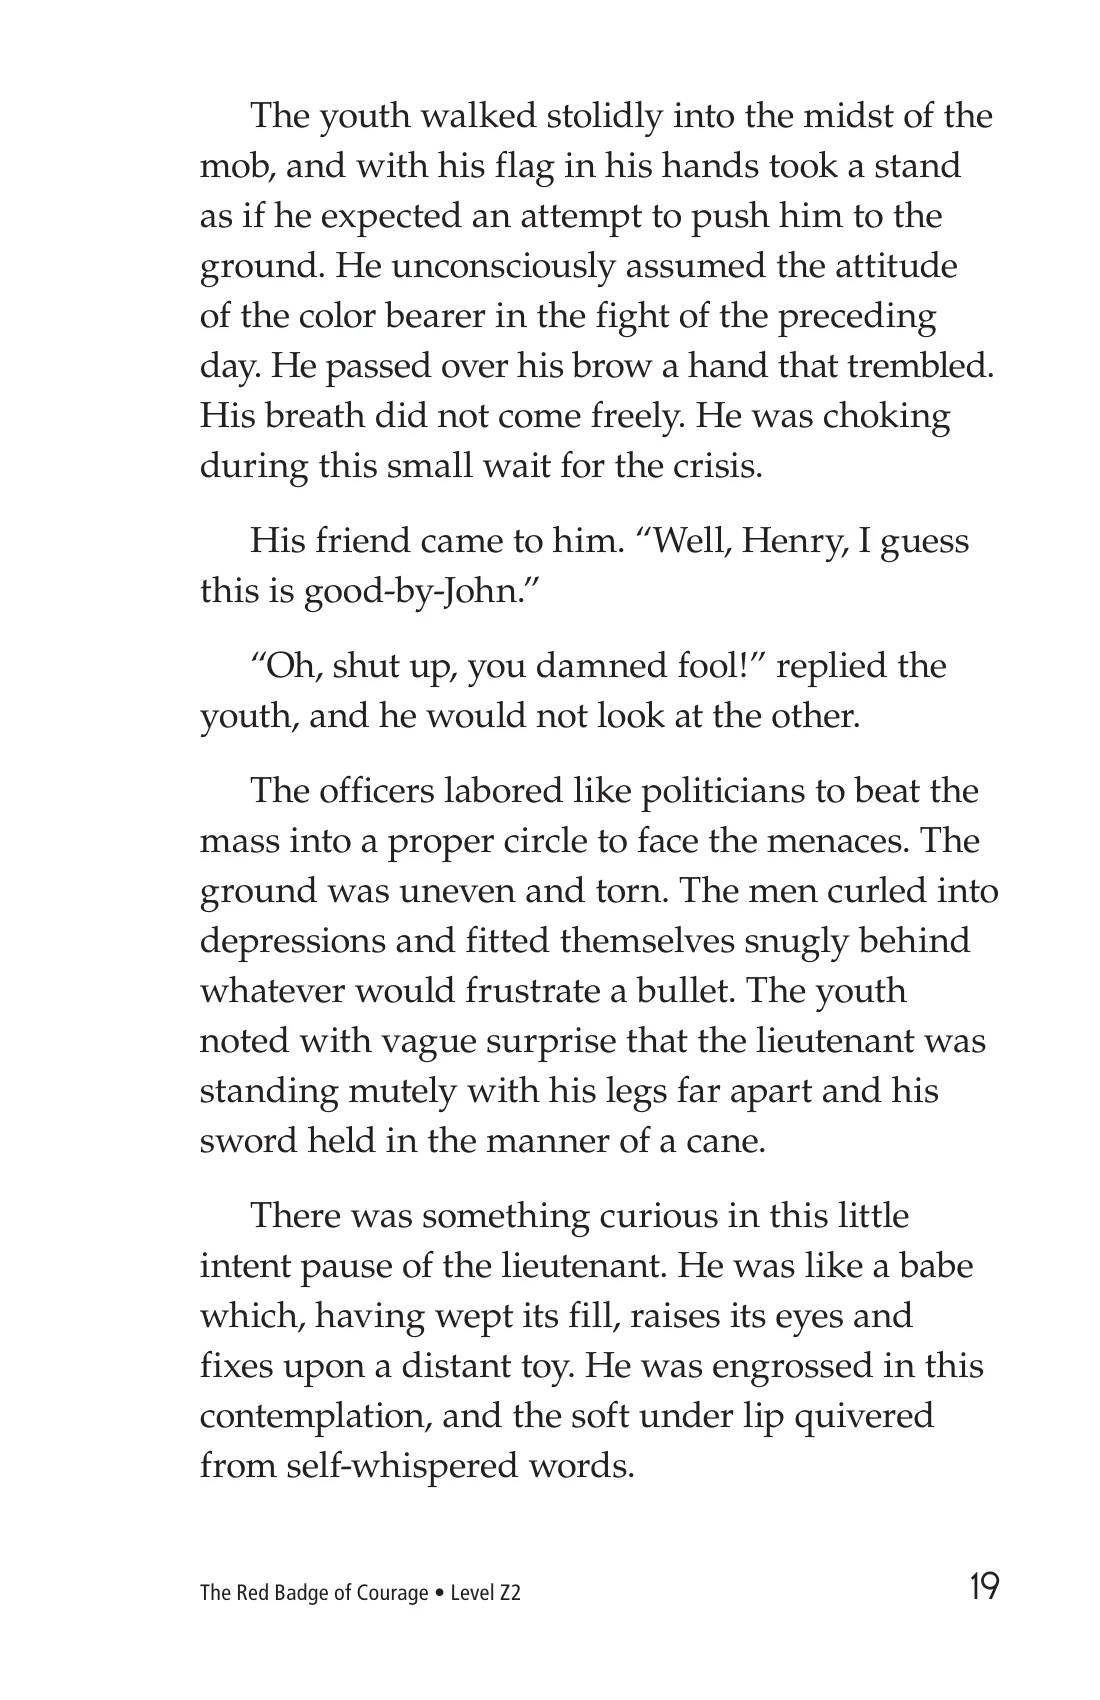 The youth walked stolidly into the midst of the
mob, and with his flag in his hands took a stand
as if he expected an attempt to push him to the
ground. He unconsciously assumed the attitude
of the color bearer in the fight of the preceding
day. He passed over his brow a hand that trembled.
His breath did not come freely. He was choking
during this small wait for the crisis.
His friend came to him. “Well, Henry, I guess
this is good-by-John.”
“Oh, shut up, you damned fool!” replied the
youth, and he would not look at the other.
The officers labored like politicians to beat the
mass into a proper circle to face the menaces. The
ground was uneven and torn. The men curled into
depressions and fitted themselves snugly behind
whatever would frustrate a bullet. The youth
noted with vague surprise that the lieutenant was
standing mutely with his legs far apart and his
sword held in the manner of a cane.
There was something curious in this little
intent pause of the lieutenant. He was like a babe
which, having wept its fill, raises its eyes and
fixes upon a distant toy. He was engrossed in this
contemplation, and the soft under lip quivered
from self-whispered words.
The Red Badge of Courage • Level Z2
19